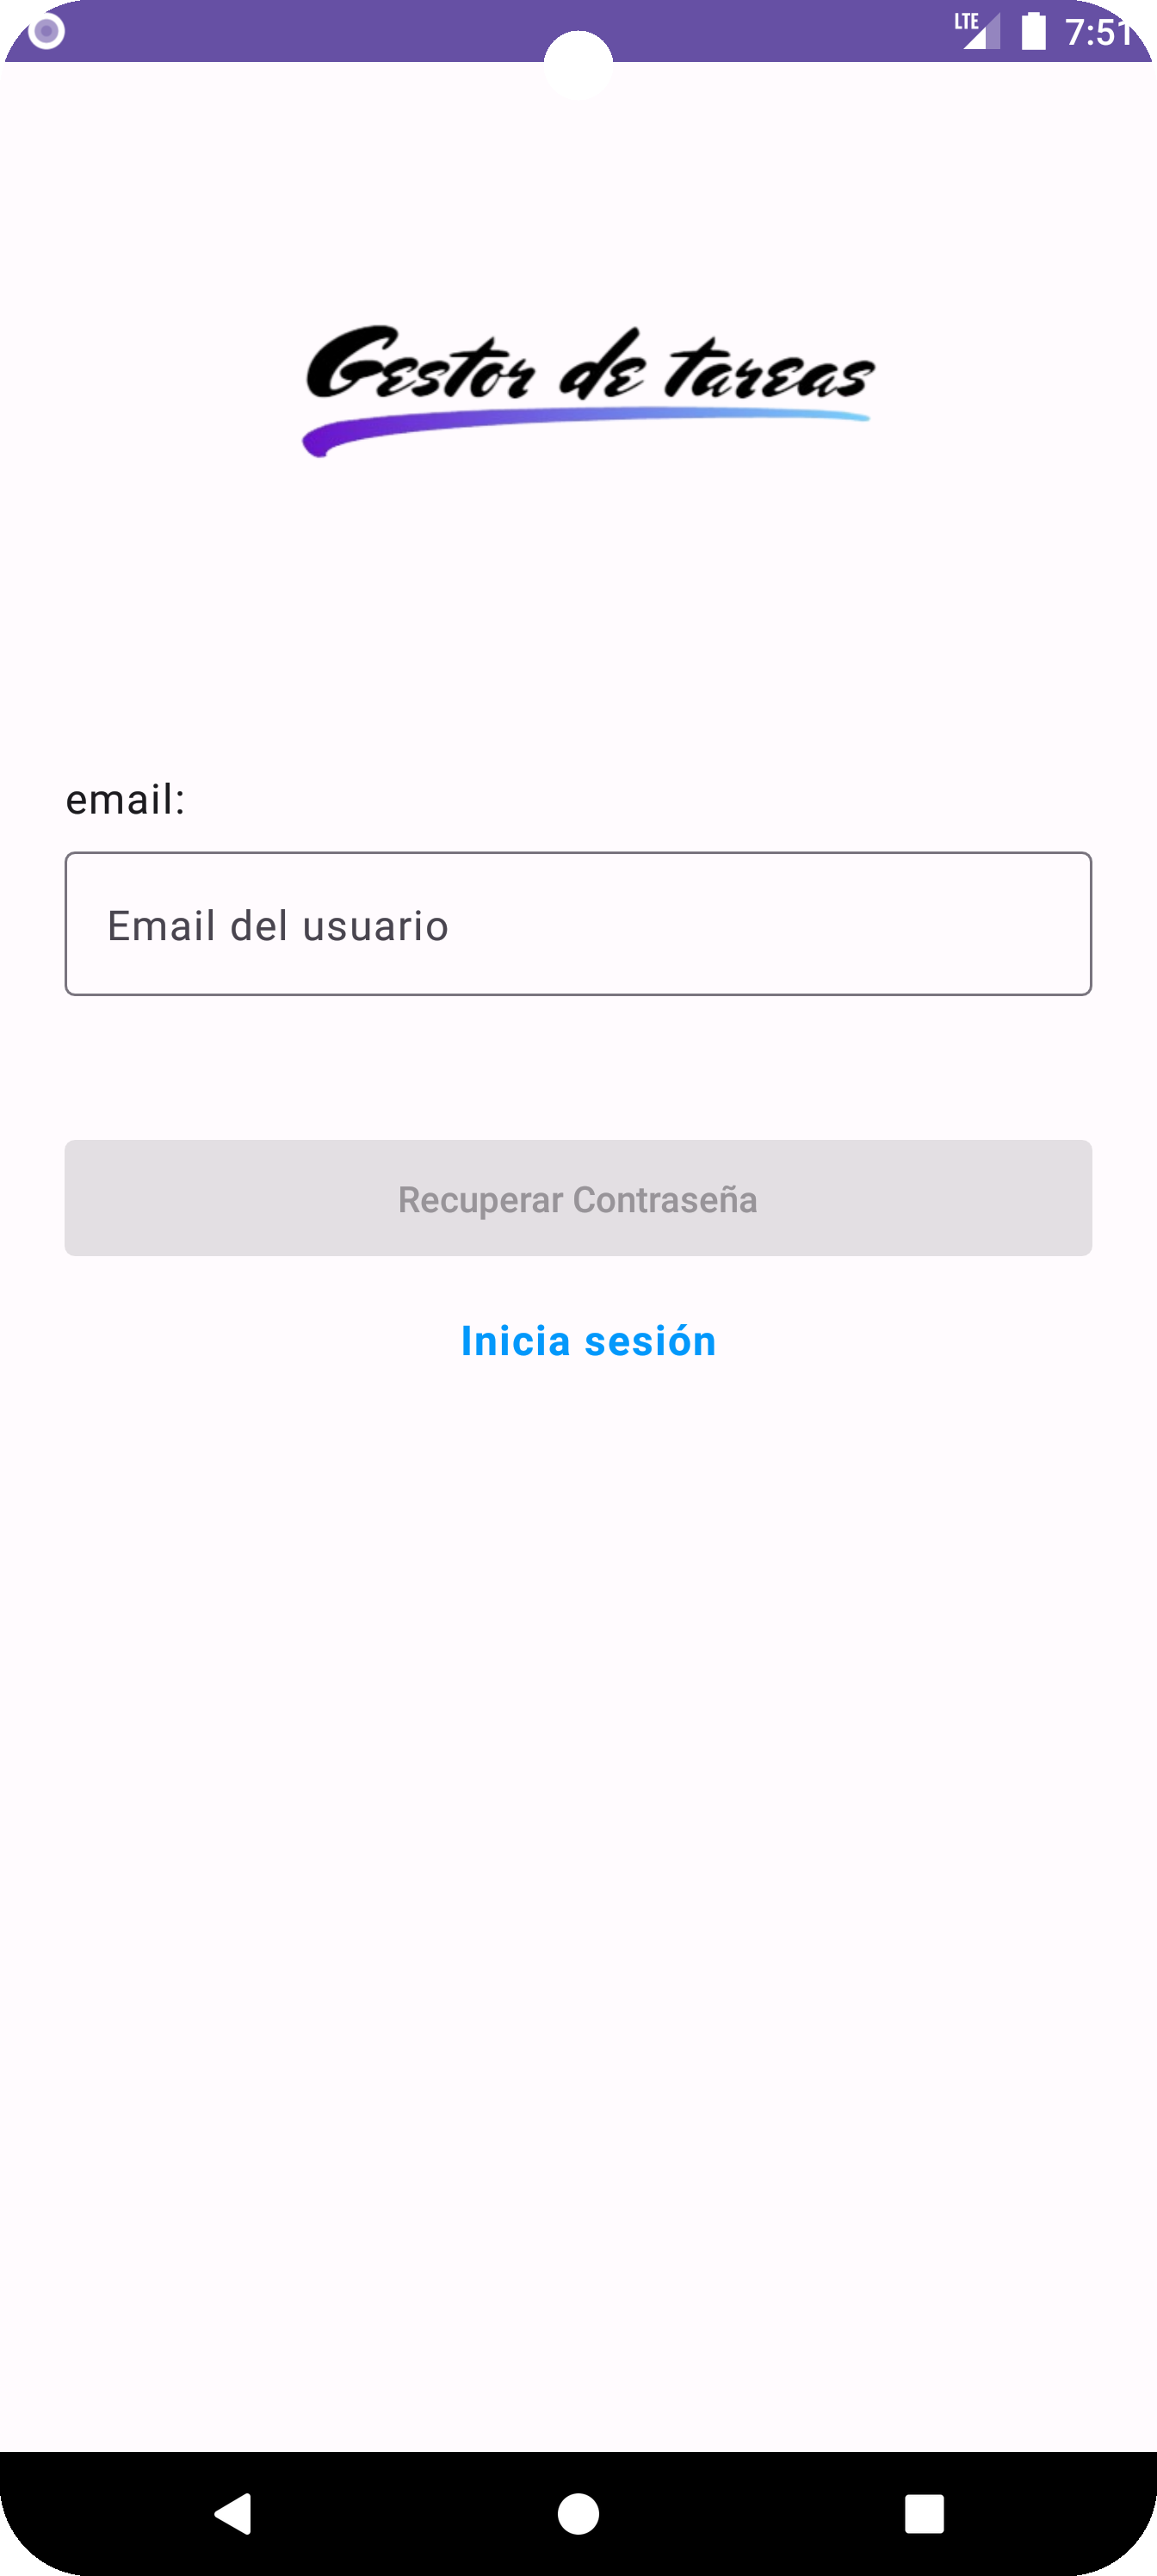 LTE 7:51
Gestor de tareas
email:
Email del usuario
Recuperar Contraseña
Inicia sesión